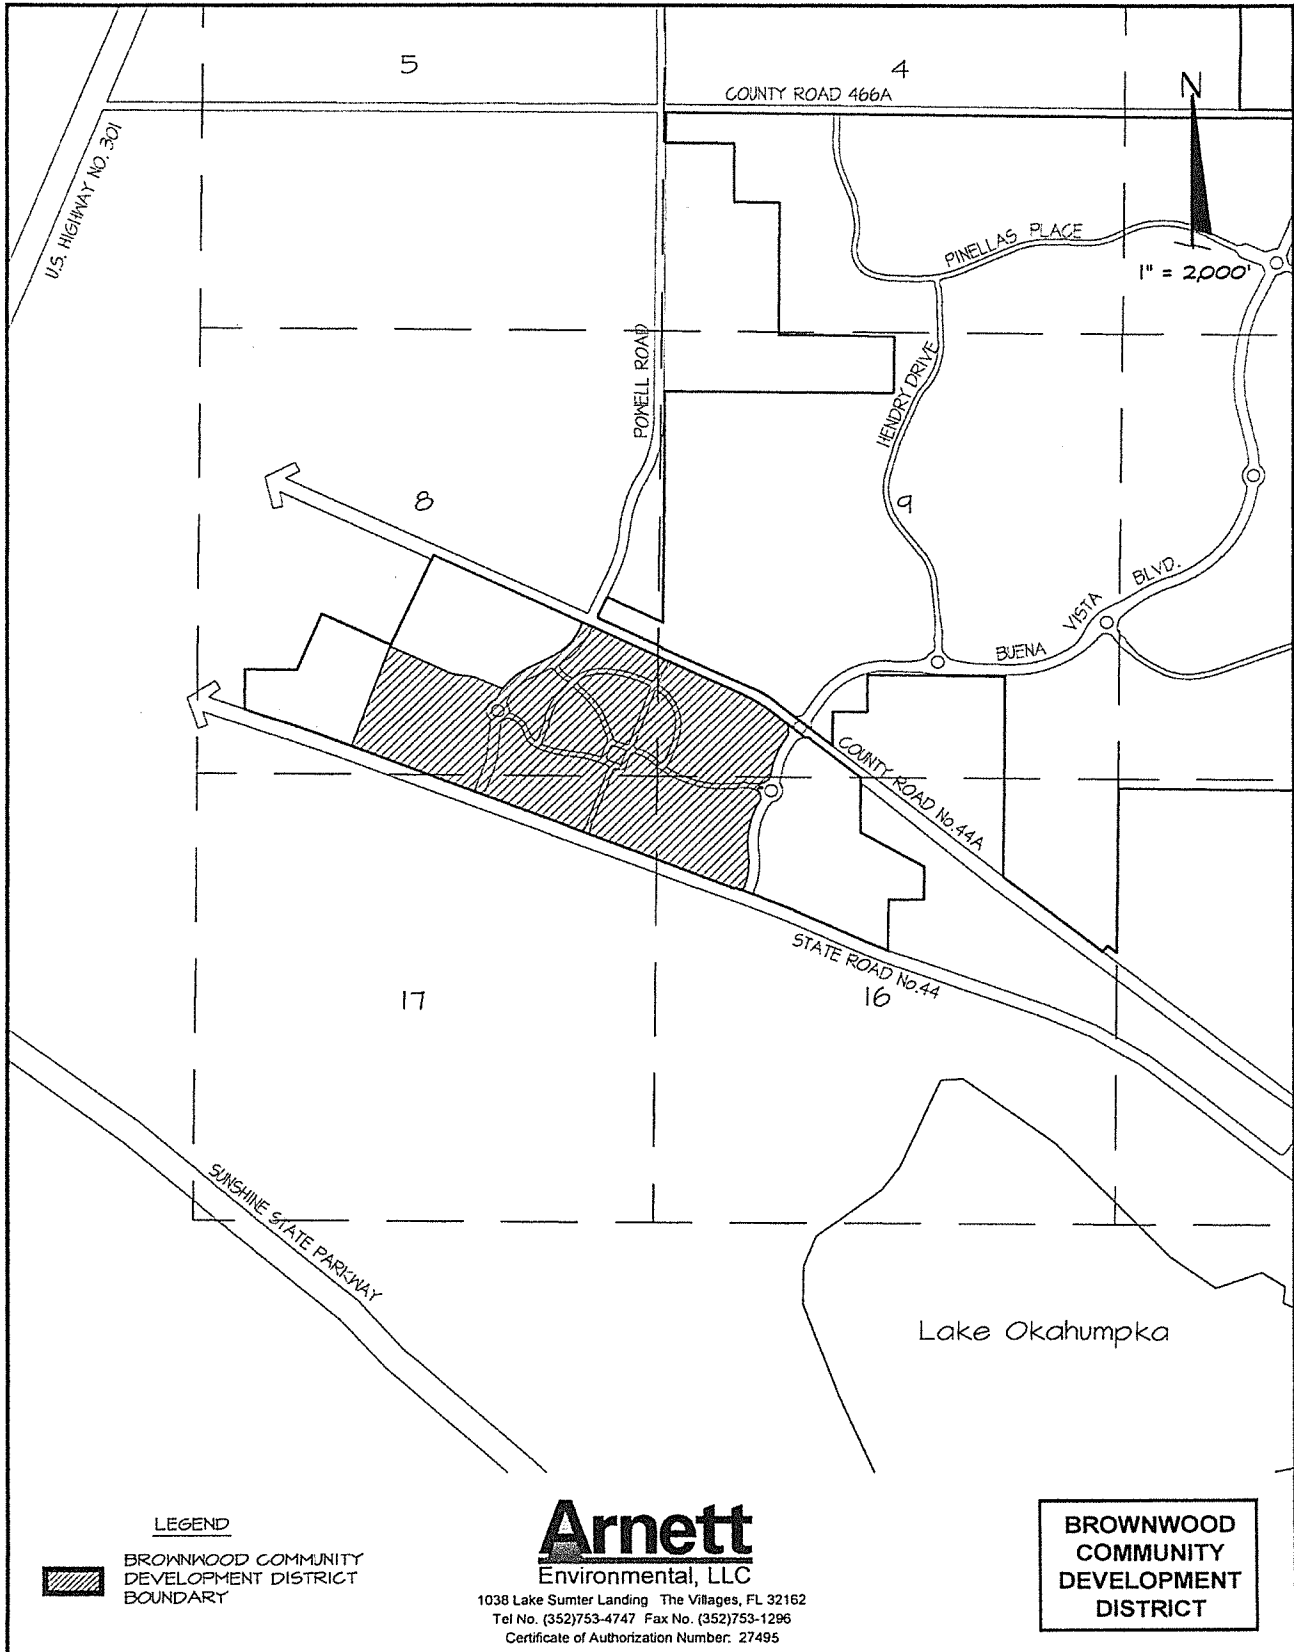 5
4
COUNTY ROAD 466A
N
U.S. HIGHWAY NO. 301
PINELLAS PLACE
1" = 2,000'
POWELL ROAD
HENDRY DRIVE
8
9
BUENA VISTA BLVD.
COUNTY ROAD No.44A
STATE ROAD No.44
17
16
SUNSHINE STATE PARKWAY
Lake Okahumpka
LEGEND
BROWNWOOD COMMUNITY
DEVELOPMENT DISTRICT
BOUNDARY
Arnett
Environmental, LLC
1038 Lake Sumter Landing The Villages, FL 32162
Tel No. (352)753-4747 Fax No. (352)753-1296
Certificate of Authorization Number: 27495
BROWNWOOD
COMMUNITY
DEVELOPMENT
DISTRICT